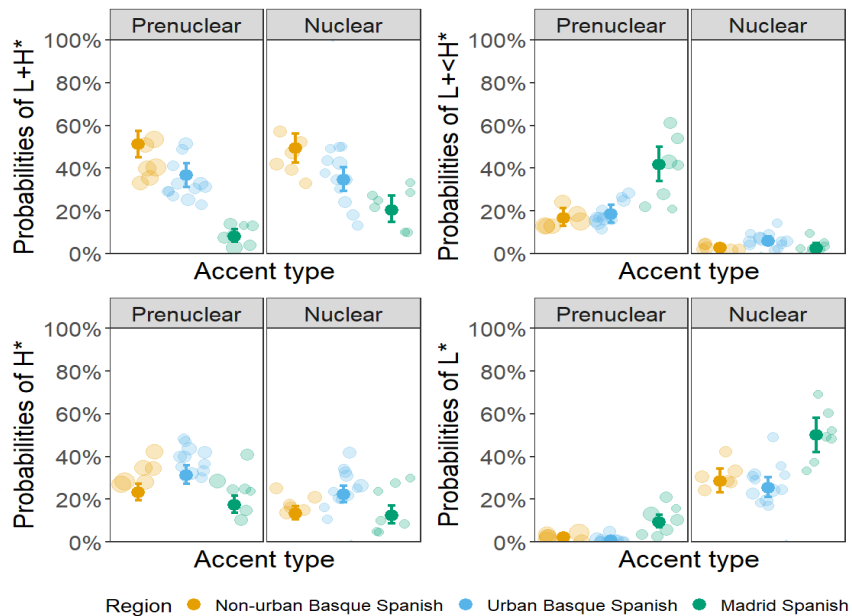 Prenuclear Nuclear
Probabilities of L+H*
100%
80%
60%
40%
20%
0%
Accent type
Prenuclear Nuclear
Probabilities of L+<H*
100%
80%
60%
40%
20%
0%
Accent type
Prenuclear Nuclear
Probabilities of H*
100%
80%
60%
40%
20%
0%
Accent type
Prenuclear Nuclear
Probabilities of L*
100%
80%
60%
40%
20%
0%
Accent type
Region Non-urban Basque Spanish Urban Basque Spanish Madrid Spanish